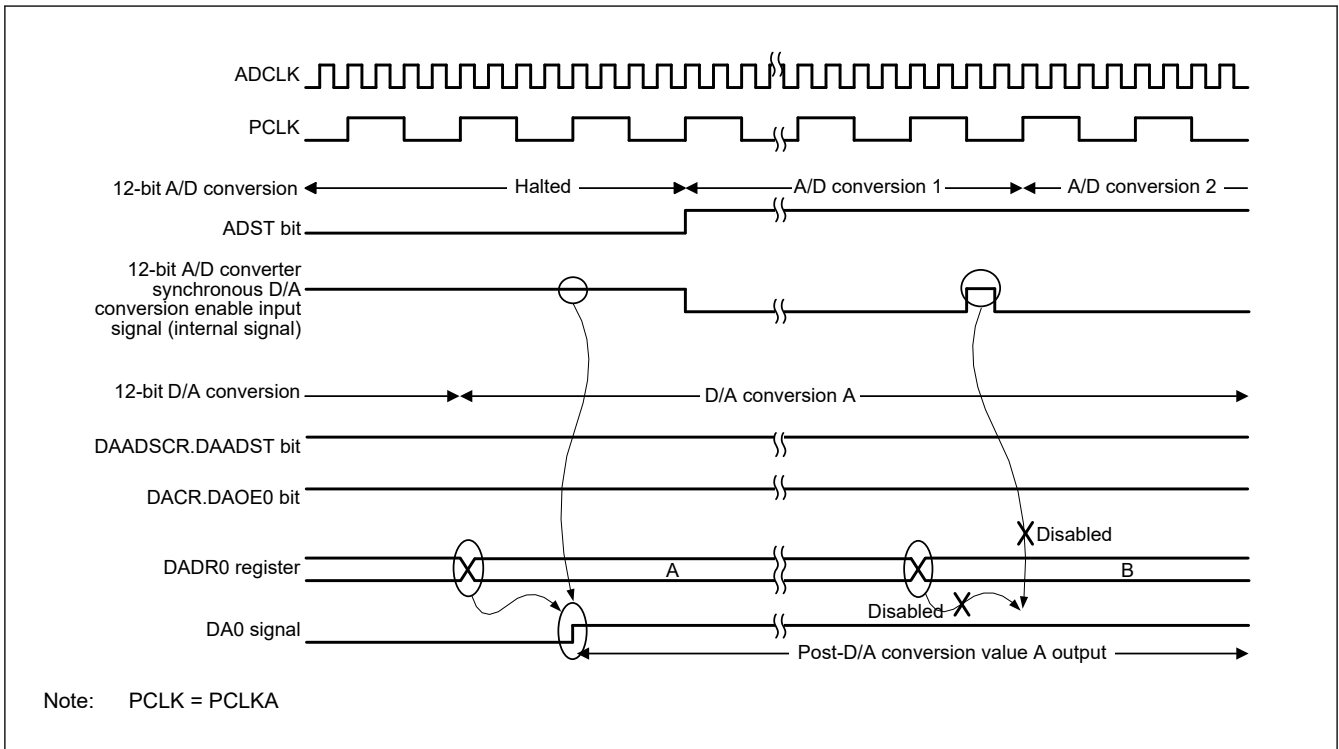 ADCLK
PCLK
12-bit A/D conversion
Halted
A/D conversion 1
A/D conversion 2
ADST bit
12-bit A/D converter
synchronous D/A
conversion enable input
signal (internal signal)
12-bit D/A conversion
D/A conversion A
DAADSCR.DAADST bit
DACR.DAOE0 bit
Disabled
DADR0 register
A
B
Disabled
DA0 signal
Post-D/A conversion value A output
Note: PCLK = PCLKA